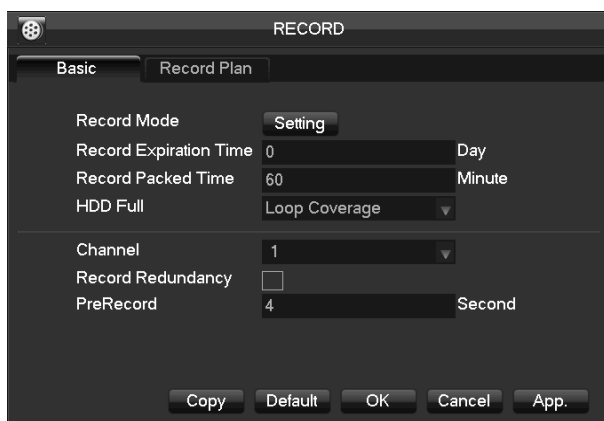 RECORD
Basic Record Plan
Record Mode Setting
Record Expiration Time 0 Day
Record Packed Time 60 Minute
HDD Full Loop Coverage
Channel 1
Record Redundancy
PreRecord 4 Second
Copy Default OK Cancel App.